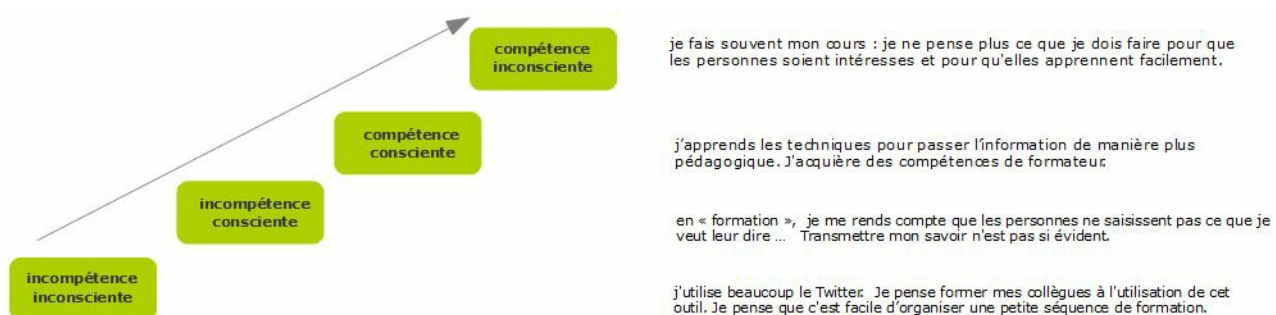 compétence
inconsciente
je fais souvent mon cours : je ne pense plus ce que je dois faire pour que
les personnes soient intéresses et pour qu'elles apprennent facilement.
compétence
consciente
j'apprends les techniques pour passer l'information de manière plus
pédagogique. J'acquière des compétences de formateur.
incompétence
consciente
en « formation », je me rends compte que les personnes ne saisissent pas ce que je
veut leur dire ... Transmettre mon savoir n'est pas si évident.
incompétence
inconsciente
j'utilise beaucoup le Twitter. Je pense former mes collègues à l'utilisation de cet
outil. Je pense que c'est facile d'organiser une petite séquence de formation.